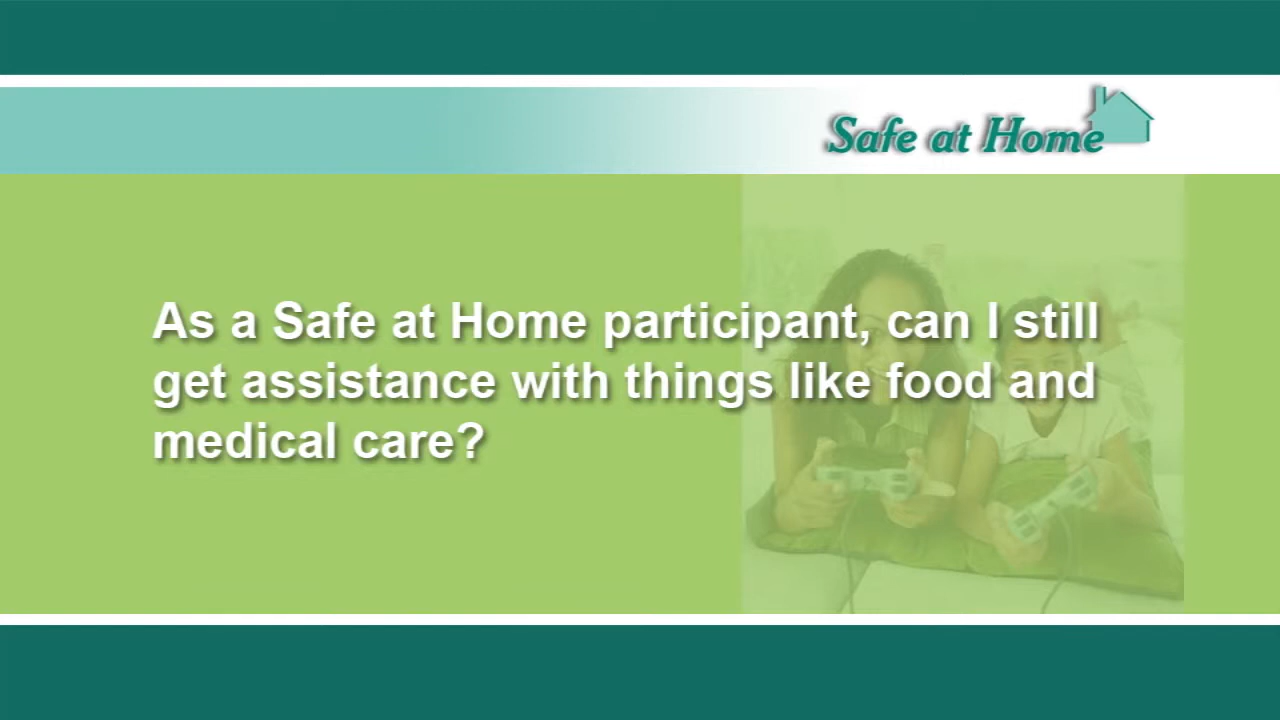 Safe at Home
As a Safe at Home participant, can I still
get assistance with things like food and
medical care?